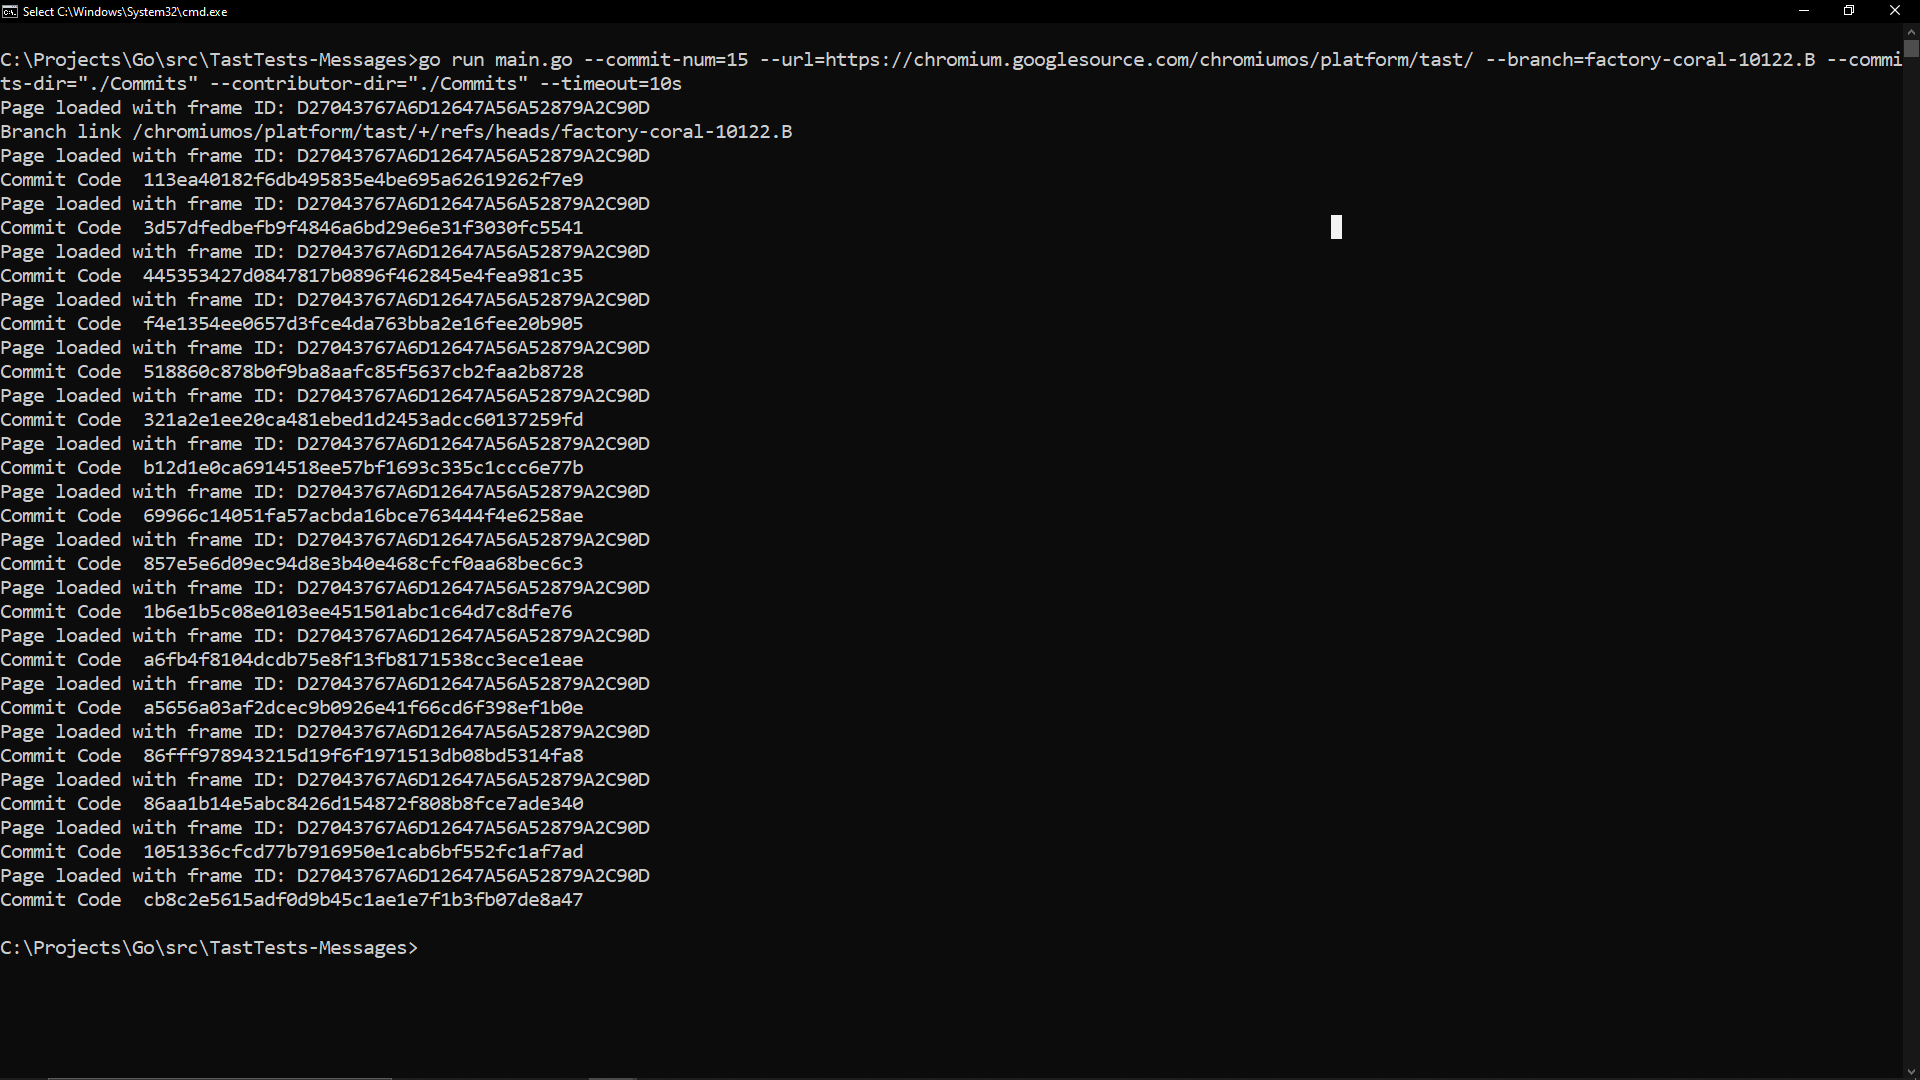 Select C:\Windows\System32\cmd.exe
C:\Projects\Go\src\TastTests-Messages>go run main.go --commit-num=15 --url=https://chromium.googlesource.com/chromiumos/platform/tast/ --branch=factory-coral-10122.B --commi
ts-dir="./Commits" --contributor-dir="./Commits" --timeout=10s
Page loaded with frame ID: D27043767A6D12647A56A52879A2C90D
Branch link /chromiumos/platform/tast/+/refs/heads/factory-coral-10122.B
Page loaded with frame ID: D27043767A6D12647A56A52879A2C90D
Commit Code  113ea40182f6db495835e4be695a62619262f7e9
Page loaded with frame ID: D27043767A6D12647A56A52879A2C90D
Commit Code  3d57dfedbefb9f4846a6bd29e6e31f3030fc5541
Page loaded with frame ID: D27043767A6D12647A56A52879A2C90D
Commit Code  445353427d0847817b0896f462845e4fea981c35
Page loaded with frame ID: D27043767A6D12647A56A52879A2C90D
Commit Code  f4e1354ee0657d3fce4da763bba2e16fee20b905
Page loaded with frame ID: D27043767A6D12647A56A52879A2C90D
Commit Code  518860c878b0f9ba8aafc85f5637cb2faa2b8728
Page loaded with frame ID: D27043767A6D12647A56A52879A2C90D
Commit Code  321a2e1ee20ca481ebed1d2453adcc60137259fd
Page loaded with frame ID: D27043767A6D12647A56A52879A2C90D
Commit Code  b12d1e0ca6914518ee57bf1693c335c1ccc6e77b
Page loaded with frame ID: D27043767A6D12647A56A52879A2C90D
Commit Code  69966c14051fa57acbda16bce763444f4e6258ae
Page loaded with frame ID: D27043767A6D12647A56A52879A2C90D
Commit Code  857e5e6d09ec94d8e3b40e468cfcf0aa68bec6c3
Page loaded with frame ID: D27043767A6D12647A56A52879A2C90D
Commit Code  1b6e1b5c08e0103ee451501abc1c64d7c8dfe76
Page loaded with frame ID: D27043767A6D12647A56A52879A2C90D
Commit Code  a6fb4f8104dcdb75e8f13fb8171538cc3ece1eae
Page loaded with frame ID: D27043767A6D12647A56A52879A2C90D
Commit Code  a5656a03af2dcec9b0926e41f66cd6f398ef1b0e
Page loaded with frame ID: D27043767A6D12647A56A52879A2C90D
Commit Code  86fff978943215d19f6f1971513db08bd5314fa8
Page loaded with frame ID: D27043767A6D12647A56A52879A2C90D
Commit Code  86aa1b14e5abc8426d154872f808b8fce7ade340
Page loaded with frame ID: D27043767A6D12647A56A52879A2C90D
Commit Code  1051336cfcd77b7916950e1cab6bf552fc1af7ad
Page loaded with frame ID: D27043767A6D12647A56A52879A2C90D
Commit Code  cb8c2e5615adf0d9b45c1ae1e7f1b3fb07de8a47
C:\Projects\Go\src\TastTests-Messages>